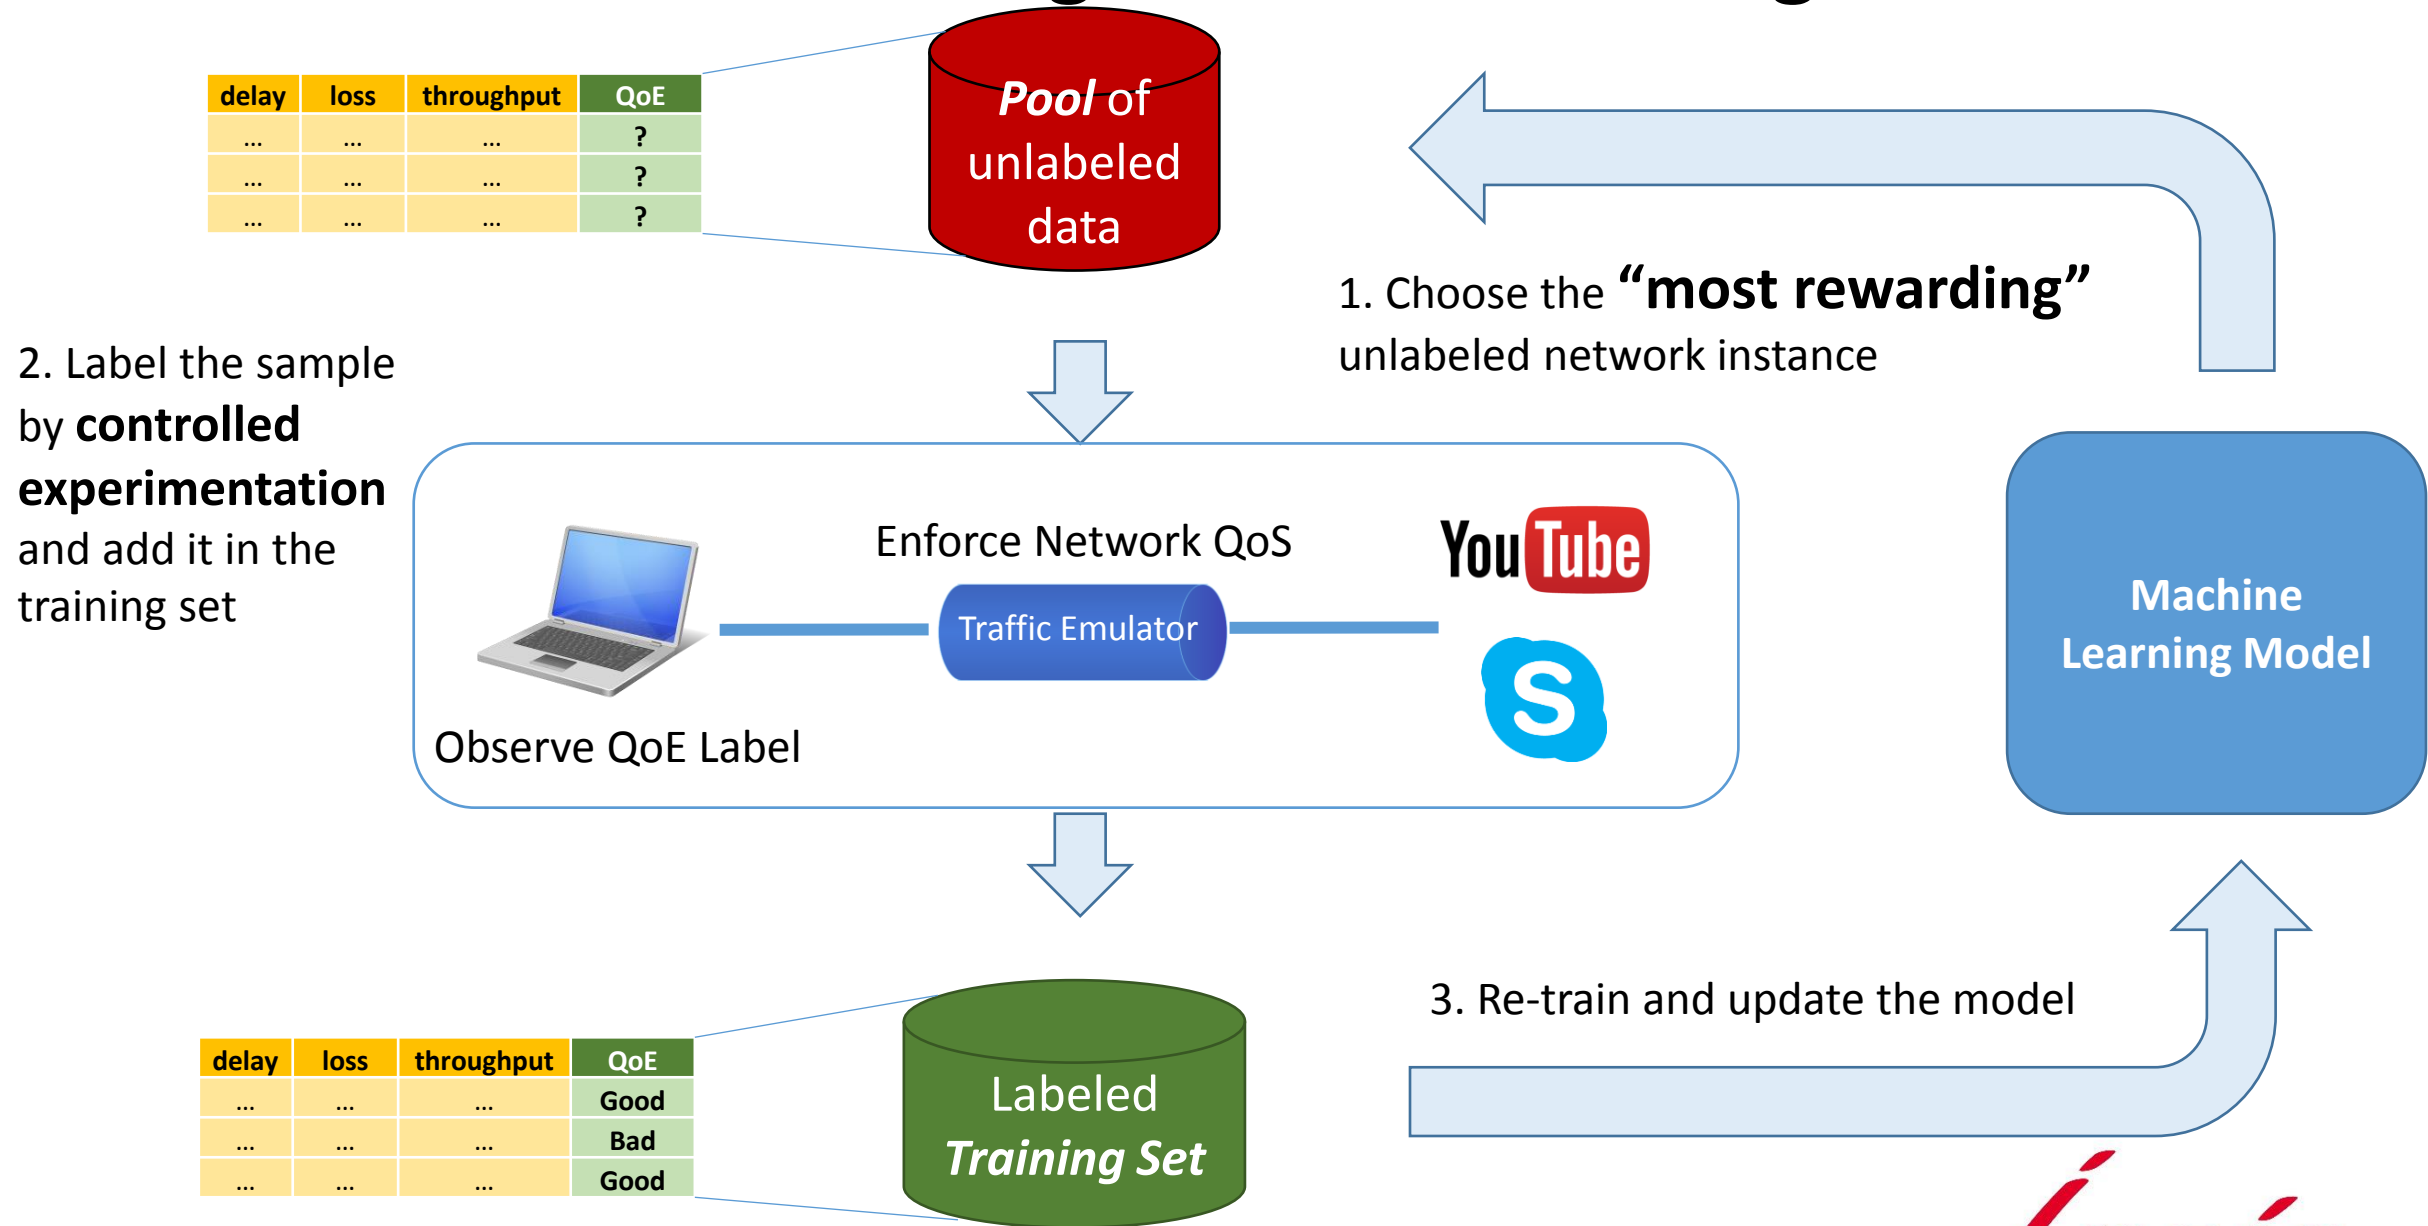 delay loss throughput QoE
... ... ... ?
... ... ... ?
... ... ... ?
Pool of
unlabeled
data
1. Choose the “most rewarding”
unlabeled network instance
2. Label the sample
by controlled
experimentation
and add it in the
training set
Enforce Network QoS
Traffic Emulator
Observe QoE Label
YouTube
S
Machine
Learning Model
3. Re-train and update the model
delay loss throughput QoE
... ... ... Good
... ... ... Bad
... ... ... Good
Labeled
Training Set